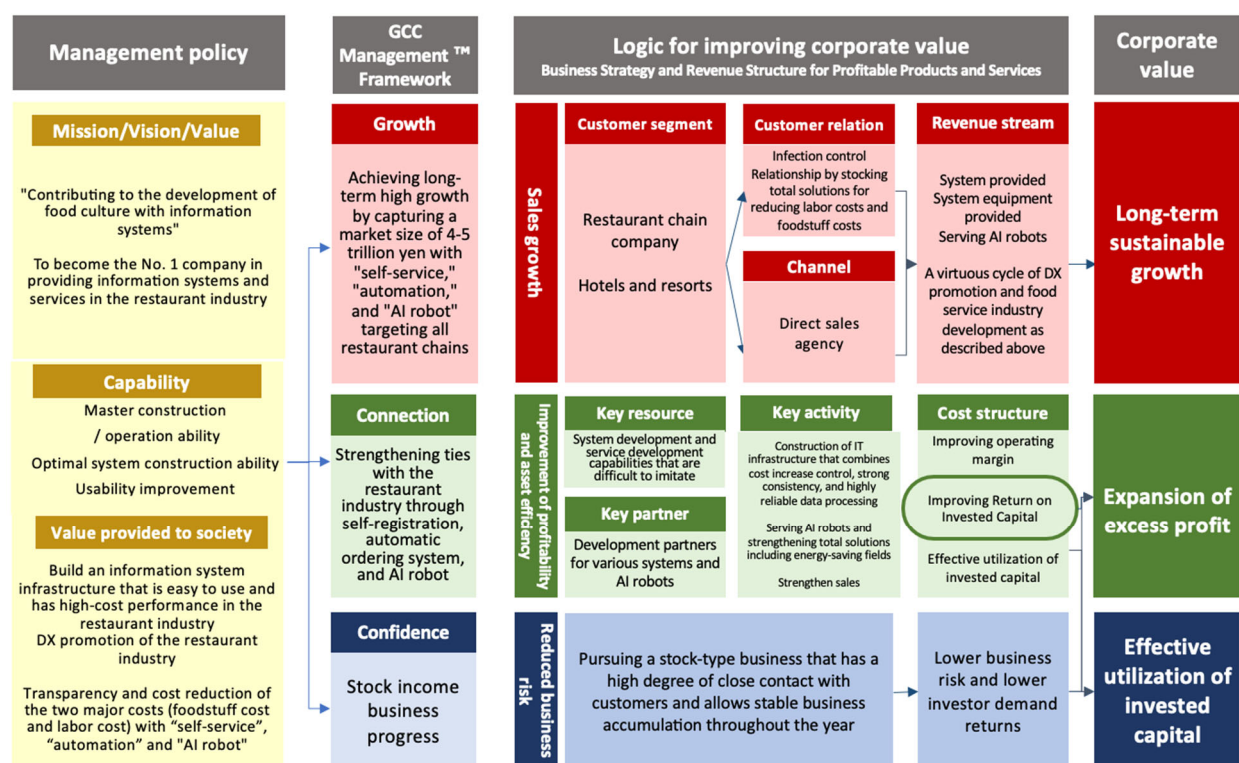 Management policy
GCC
Management ™
Framework
Logic for improving corporate value
Business Strategy and Revenue Structure for Profitable Products and Services
Corporate
value
Mission/Vision/Value
"Contributing to the development of
food culture with information
systems"
To become the No. 1 company in
providing information systems and
services in the restaurant industry
Capability
Master construction
/ operation ability
Optimal system construction ability
Usability improvement
Value provided to society
Build an information system
infrastructure that is easy to use and
has high-cost performance in the
restaurant industry
DX promotion of the restaurant
industry
Transparency and cost reduction of
the two major costs (foodstuff cost
and labor cost) with “self-service”,
“automation” and "AI robot"
Growth
Achieving long-
term high growth
by capturing a
market size of 4-5
trillion yen with
"self-service,"
"automation,"
and "AI robot"
targeting all
restaurant chains
Connection
Strengthening ties
with the
restaurant
industry through
self-registration,
automatic
ordering system,
and AI robot
Confidence
Stock income
business
progress
Sales growth
Customer segment
Restaurant chain
company
Hotels and resorts
Customer relation
Infection control
Relationship by stocking
total solutions for
reducing labor costs and
foodstuff costs
Channel
Direct sales
agency
Revenue stream
System provided
System equipment
provided
Serving AI robots
A virtuous cycle of DX
promotion and food
service industry
development as
described above
Long-term
sustainable
growth
Improvement of profitability
and asset efficiency
Key resource
System development and
service development
capabilities that are
difficult to imitate
Key partner
Development partners
for various systems and
AI robots
Key activity
Construction of IT
infrastructure that combines
cost increase control, strong
consistency, and highly
reliable data processing
Serving AI robots and
strengthening total solutions
including energy-saving fields
Strengthen sales
Cost structure
Improving operating
margin
Improving Return on
Invested Capital
Effective utilization of
invested capital
Expansion of
excess profit
Reduced business
risk
Pursuing a stock-type business that has a
high degree of close contact with
customers and allows stable business
accumulation throughout the year
Lower business
risk and lower
investor demand
returns
Effective
utilization of
invested
capital